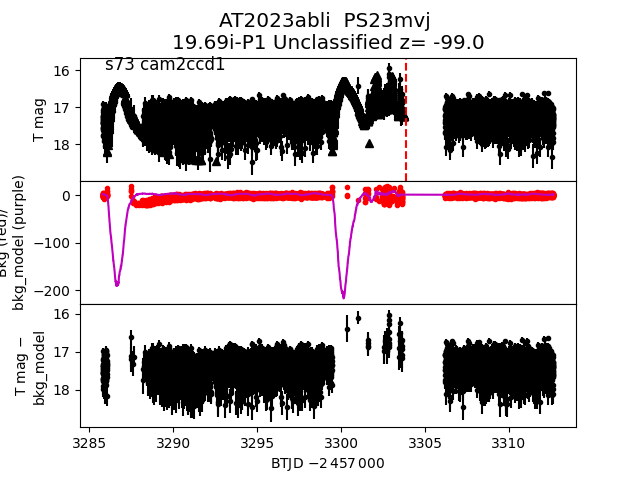 AT2023abli PS23mvj
19.69i-P1 Unclassified z= -99.0
s73 cam2ccd1
T mag
16
17
18
Bkg (red)/
bkg_model (purple)
0
−100
−200
T mag −
bkg_model
16
17
18
3285 3290 3295 3300 3305 3310
BTJD −2 457 000